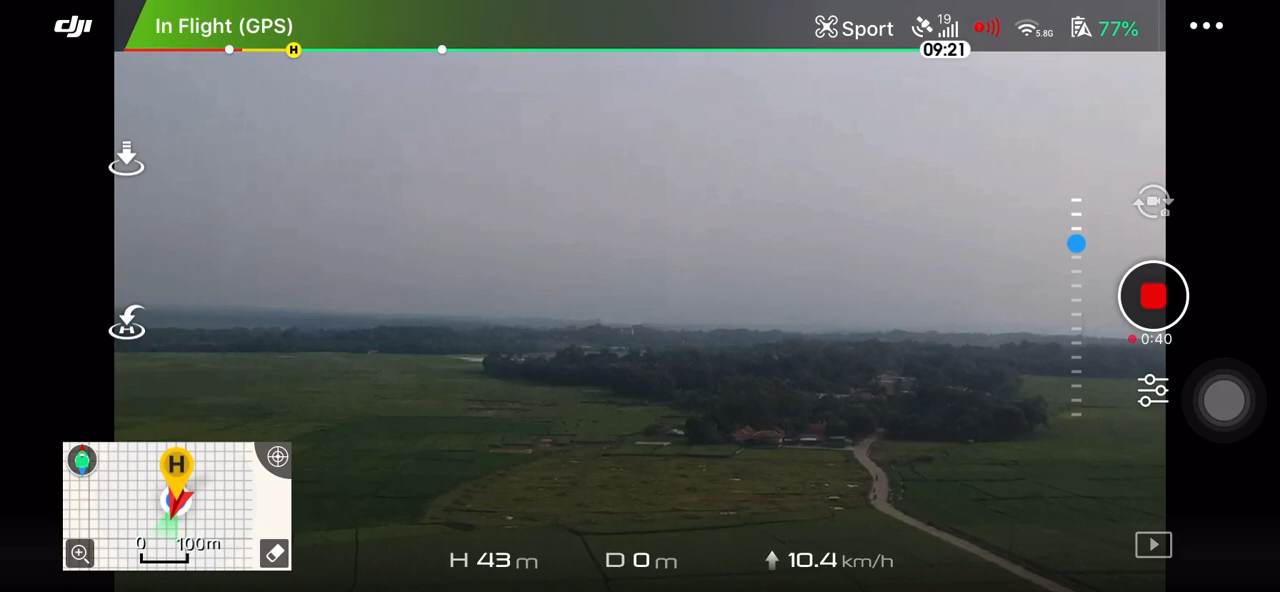 dji
In Flight (GPS)
Sport
19
5.8G
77%
H
09:21
H
0:40
H
0 100m
H 43 m
D 0 m
10.4 km/h